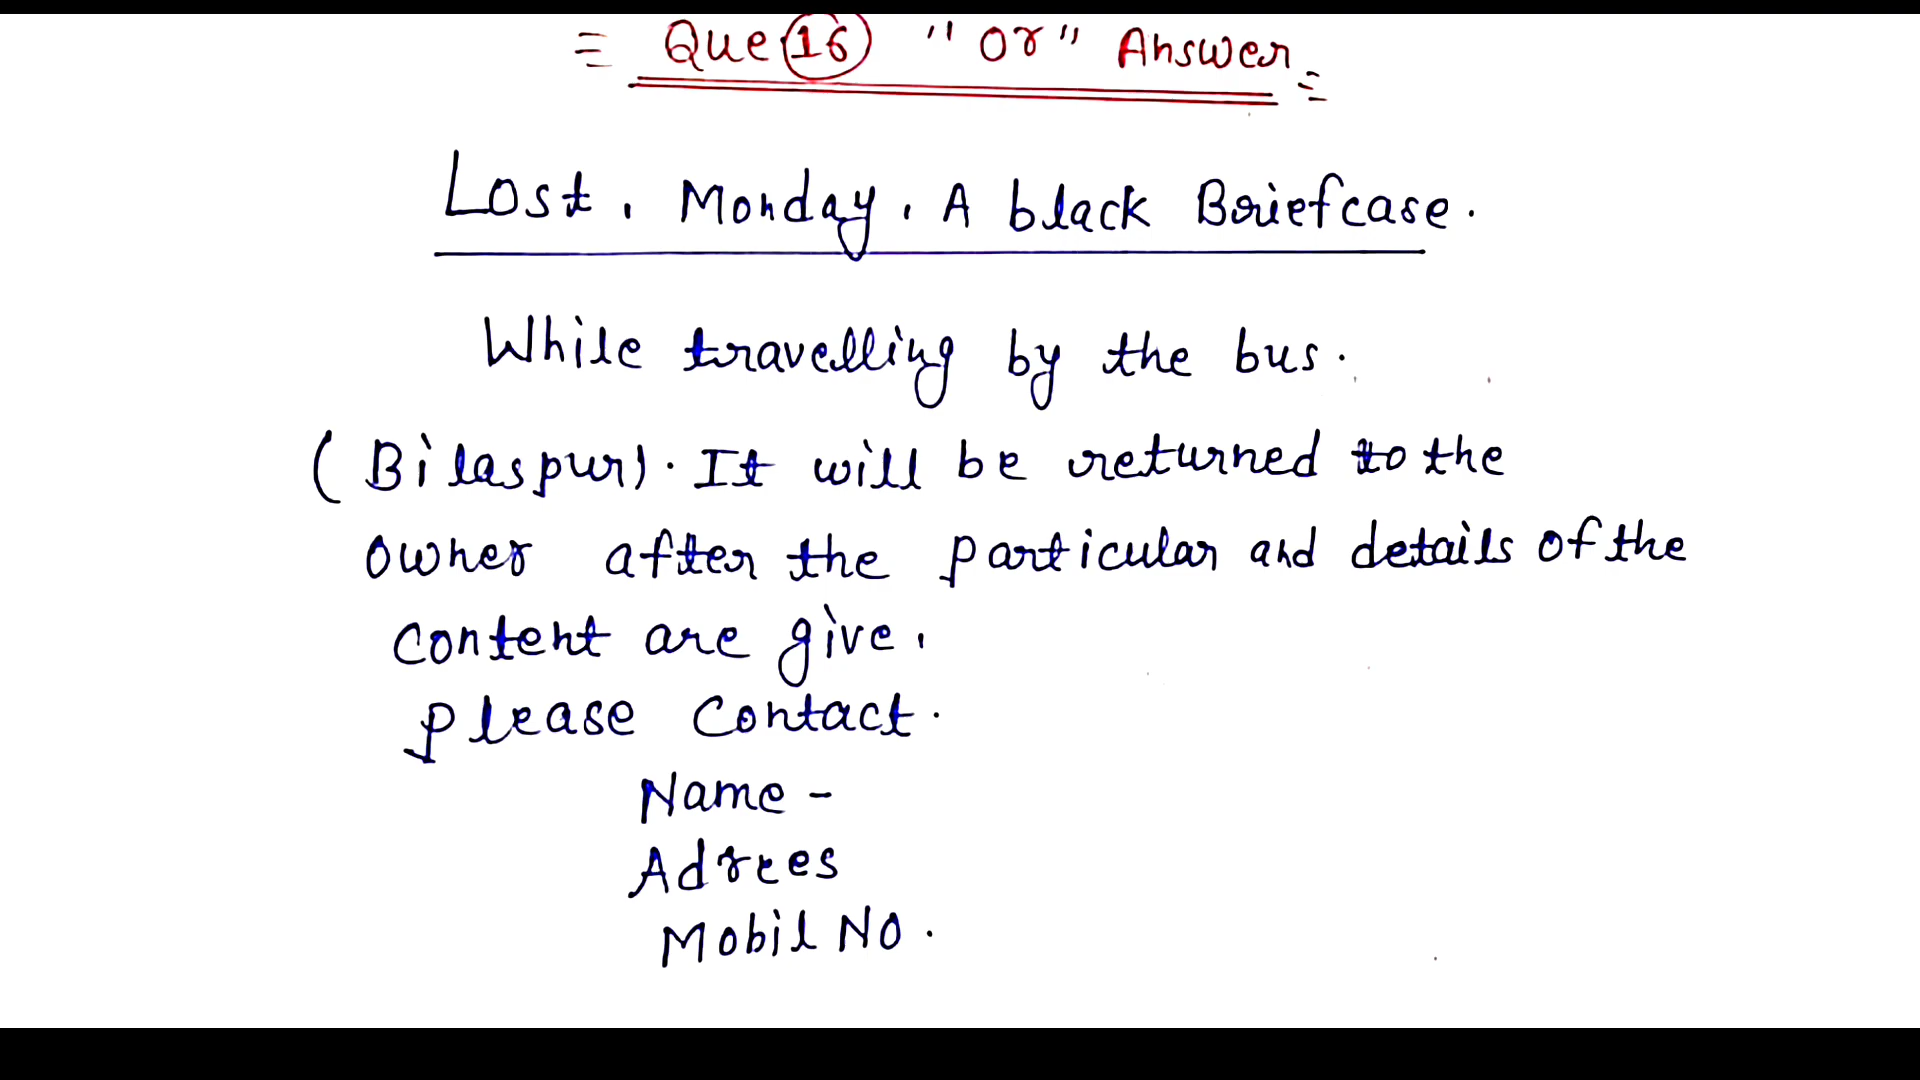 = Que 16 "Or" Answer =
Lost, Monday, A black Briefcase.
While travelling by the bus.
(Bilaspur). It will be returned to the
owner after the particular and details of the
content are give,
please contact.
Name -
Adrees
Mobil No.